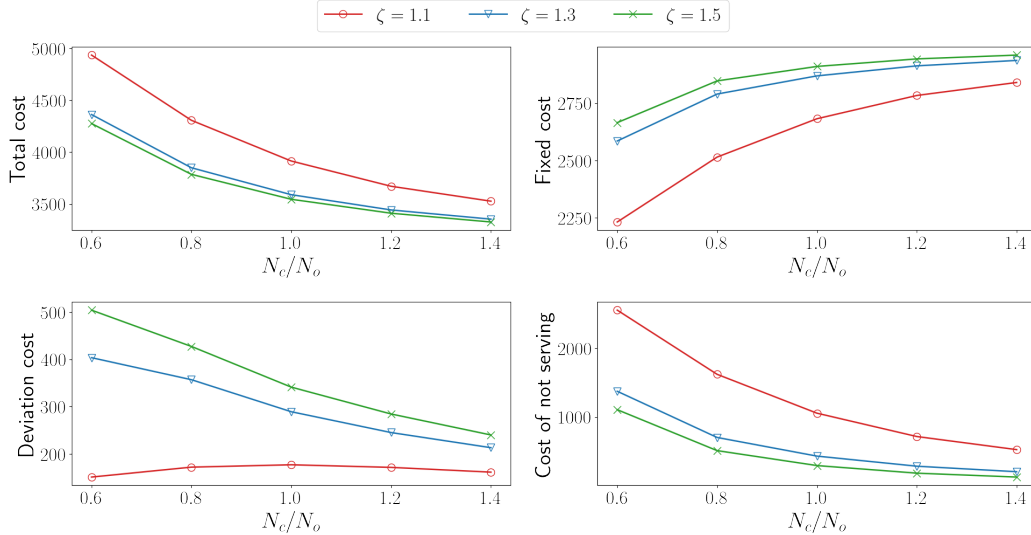 ζ = 1.1 ζ = 1.3 ζ = 1.5
Total cost
5000
4500
4000
3500
0.6 0.8 1.0 1.2 1.4
N_c/N_o
Fixed cost
2750
2500
2250
0.6 0.8 1.0 1.2 1.4
N_c/N_o
Deviation cost
500
400
300
200
0.6 0.8 1.0 1.2 1.4
N_c/N_o
Cost of not serving
2000
1000
0.6 0.8 1.0 1.2 1.4
N_c/N_o